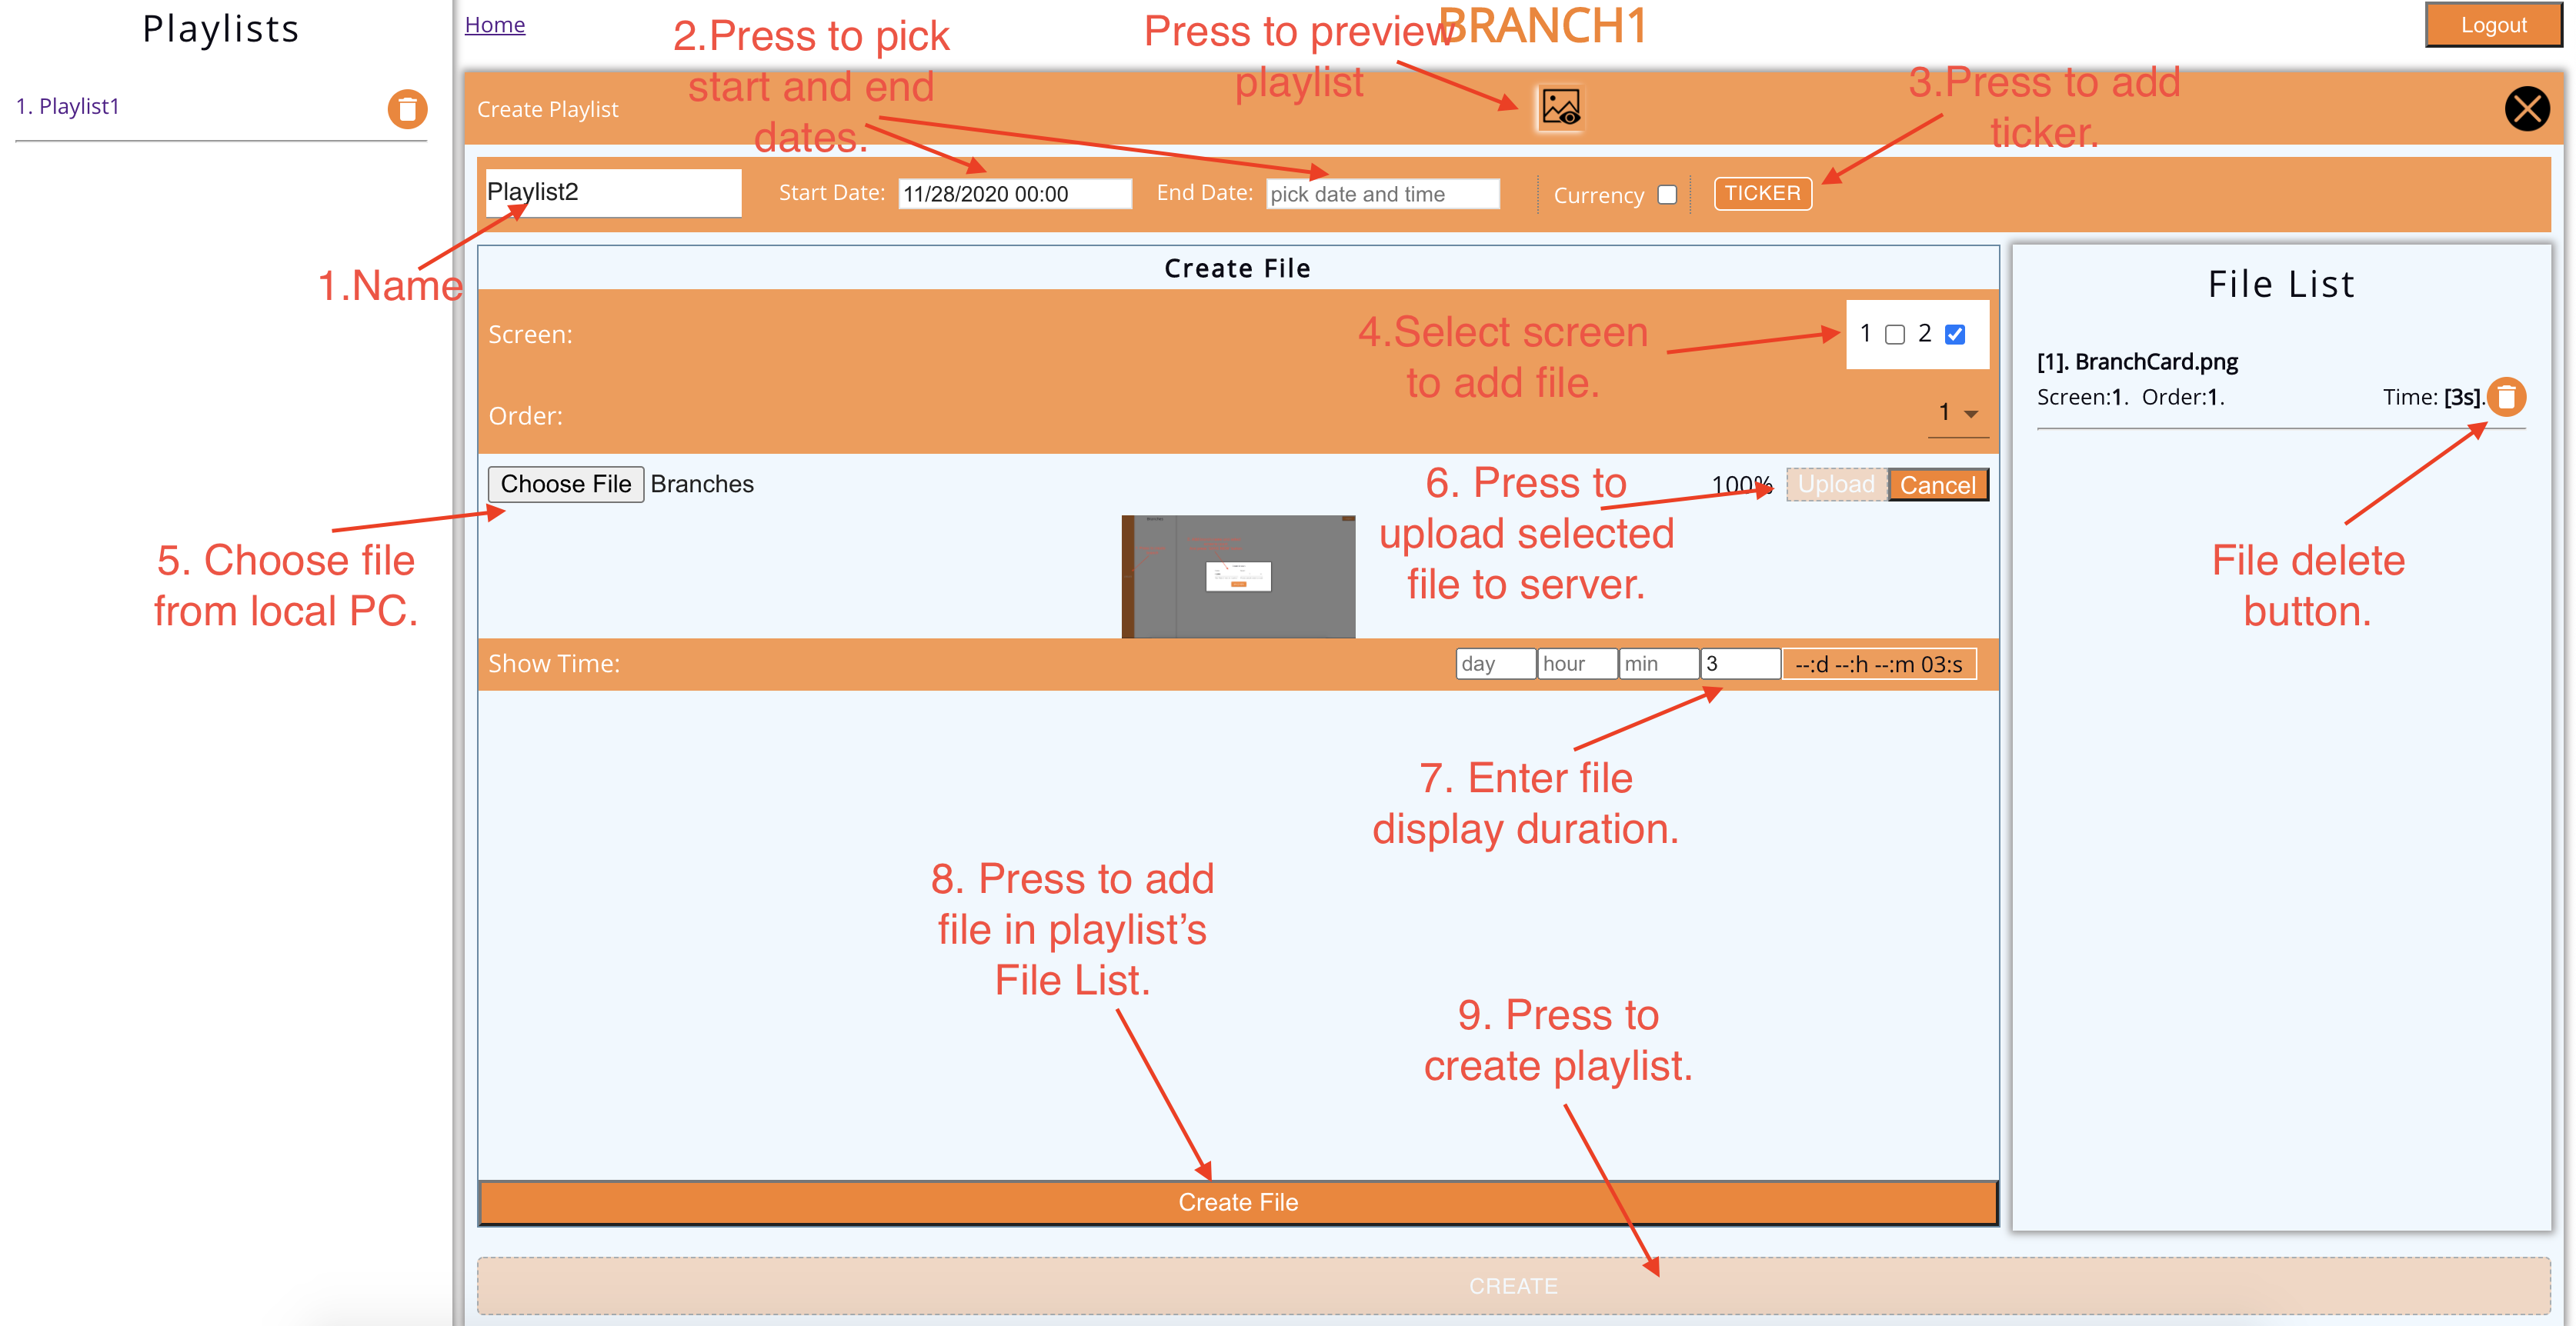 Playlists
1. Playlist1
Home
BRANCH1
Logout
2.Press to pick
start and end
dates.
Press to preview
playlist
3.Press to add
ticker.
Create Playlist
Playlist2
Start Date: 11/28/2020 00:00
End Date: pick date and time
Currency
TICKER
1.Name
Create File
Screen:
1 2
4.Select screen
to add file.
Order:
1
Choose File Branches
100% Upload Cancel
5. Choose file
from local PC.
6. Press to
upload selected
file to server.
Show Time:
day hour min 3 --:d --:h --:m 03:s
7. Enter file
display duration.
8. Press to add
file in playlist’s
File List.
9. Press to
create playlist.
Create File
CREATE
File List
[1]. BranchCard.png
Screen:1. Order:1. Time: [3s].
File delete
button.